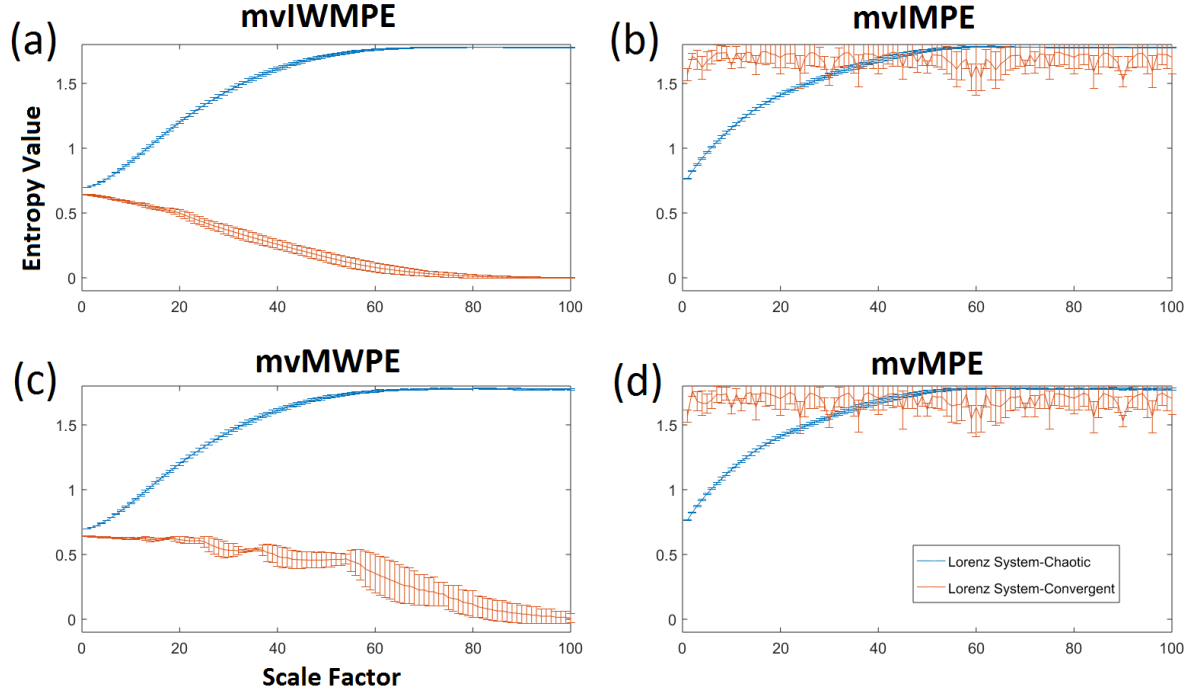 mvIWMPE
mvIMPE
(a)
(b)
1.5
1
0.5
0
0 20 40 60 80 100
1.5
1
0.5
0
0 20 40 60 80 100
Entropy Value
mvMWPE
mvMPE
(c)
(d)
1.5
1
0.5
0
0 20 40 60 80 100
1.5
1
0.5
0
Lorenz System-Chaotic
Lorenz System-Convergent
0 20 40 60 80 100
Scale Factor